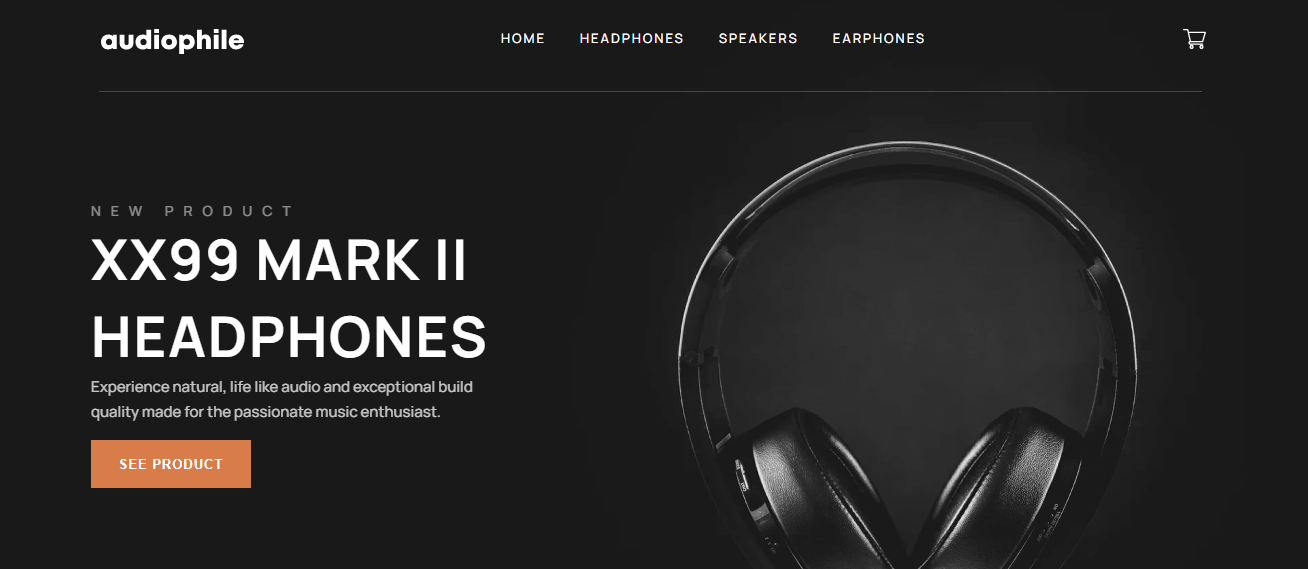 audiophile
HOME HEADPHONES SPEAKERS EARPHONES
NEW PRODUCT
XX99 MARK II
HEADPHONES
Experience natural, life like audio and exceptional build
quality made for the passionate music enthusiast.
SEE PRODUCT